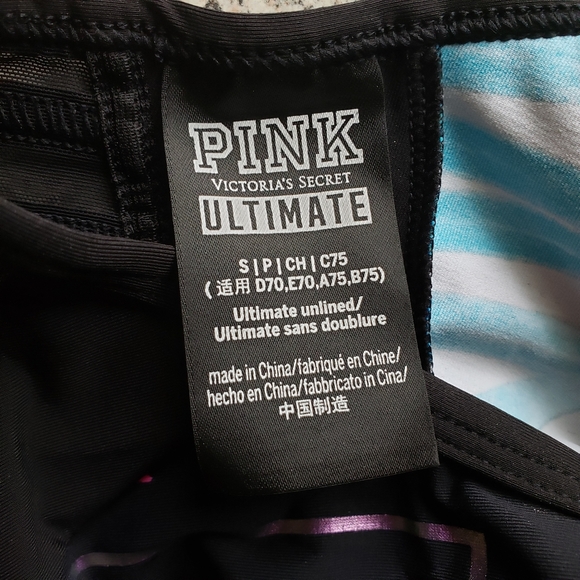 PINK
VICTORIA'S SECRET
ULTIMATE
S|P|CH|C75
(适用 D70,E70,A75,B75)
Ultimate unlined/
Ultimate sans doublure
made in China/fabriqué en Chine/
hecho en China/fabbricato in Cina/
中国制造